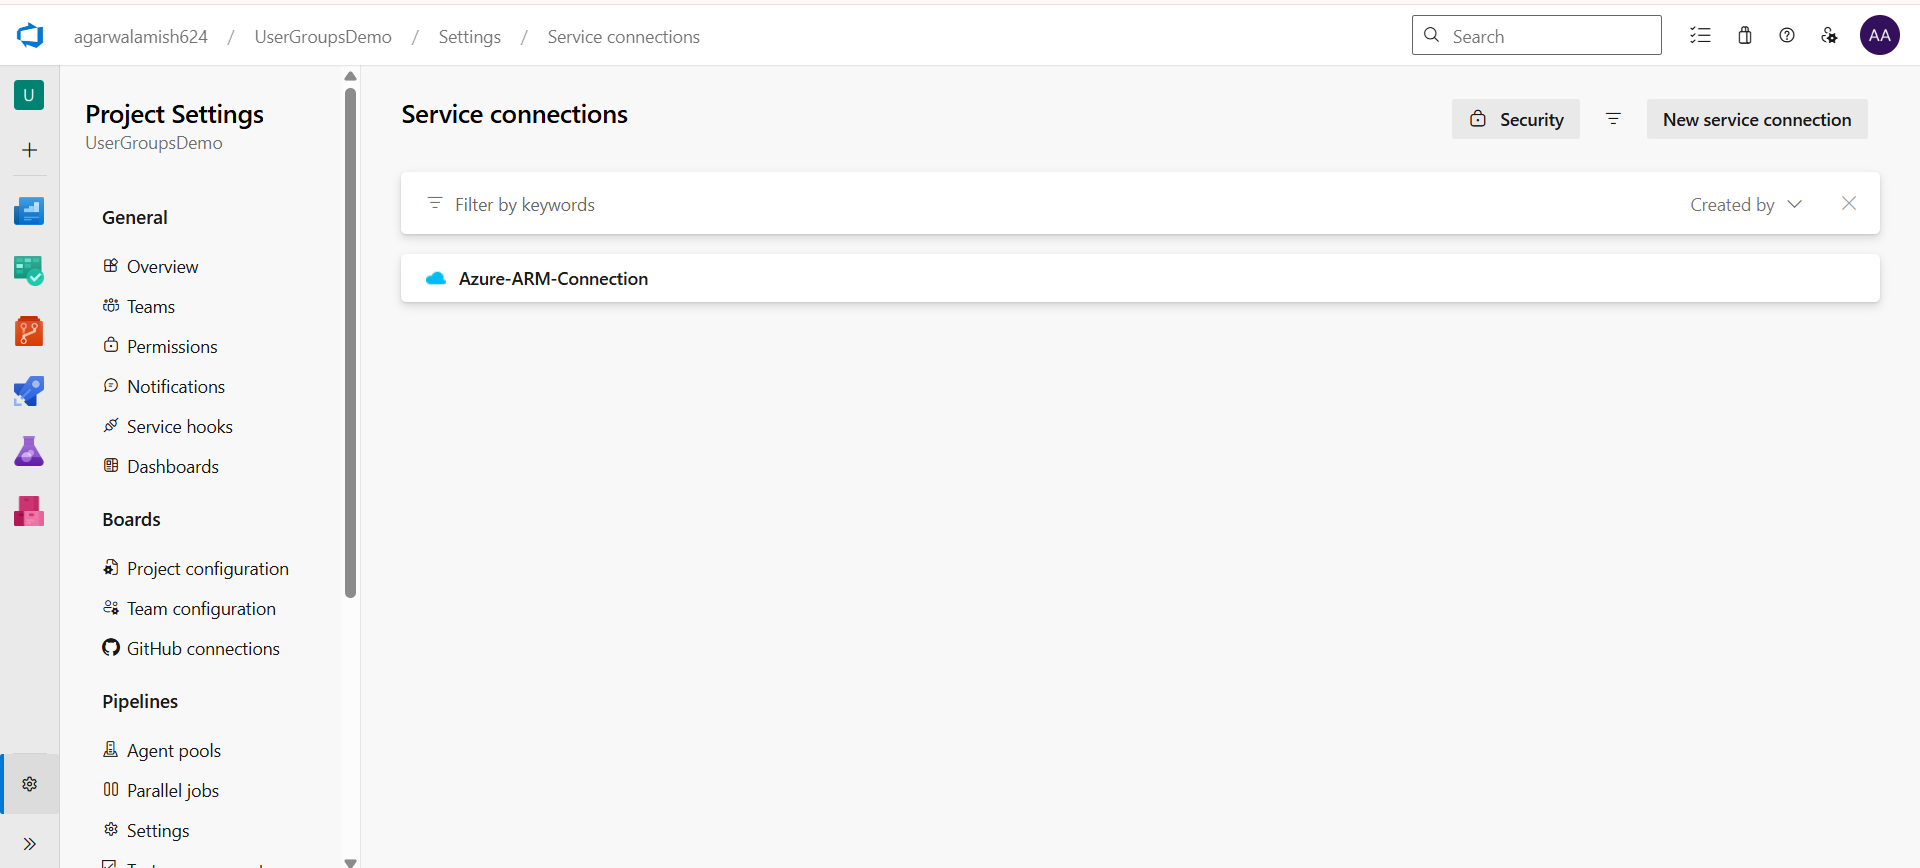 agarwalamish624 / UserGroupsDemo / Settings / Service connections
Search
AA
U
Project Settings
UserGroupsDemo
General
Overview
Teams
Permissions
Notifications
Service hooks
Dashboards
Boards
Project configuration
Team configuration
GitHub connections
Pipelines
Agent pools
Parallel jobs
Settings
Service connections
Security
New service connection
Filter by keywords
Created by
Azure-ARM-Connection